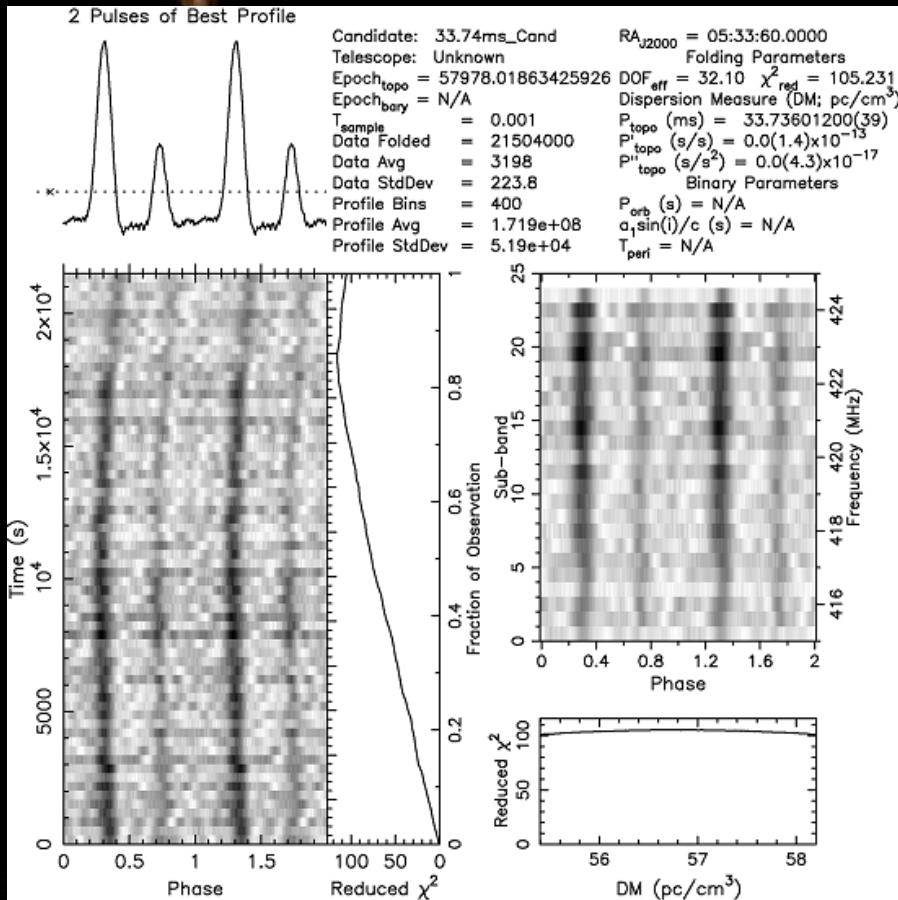 2 Pulses of Best Profile
Candidate: 33.74ms_Cand
Telescope: Unknown
Epoch_topo = 57978.01863425926
Epoch_bary = N/A
T_sample = 0.001
Data Folded = 21504000
Data Avg = 3198
Data StdDev = 223.8
Profile Bins = 400
Profile Avg = 1.719e+08
Profile StdDev = 5.19e+04
RA_J2000 = 05:33:60.0000
Folding Parameters
DOF_eff = 32.10 χ²_red = 105.231
Dispersion Measure (DM; pc/cm³)
P_topo (ms) = 33.73601200(39)
P'_topo (s/s) = 0.0(1.4)x10⁻¹³
P''_topo (s/s²) = 0.0(4.3)x10⁻¹⁷
Binary Parameters
P_orb (s) = N/A
a₁sin(i)/c (s) = N/A
T_peri = N/A
Time (s)
2×10⁴
1.5×10⁴
10⁴
5000
0
0 0.5 1 1.5
Phase
1
0.8
0.6
0.4
0.2
0
Fraction of Observation
100 50 0
Reduced χ²
Sub-band
25
20
15
10
5
0
424
422
420
418
416
Frequency (MHz)
0 0.4 0.8 1.2 1.6 2
Phase
Reduced χ²
100
50
0
56 57 58
DM (pc/cm³)